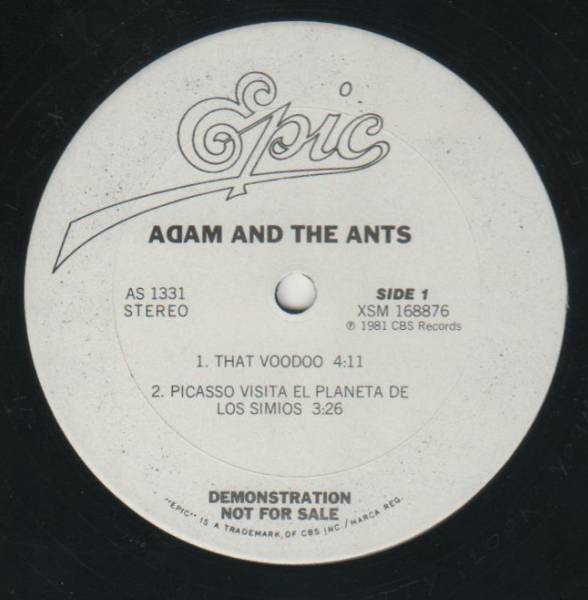 Epic
ADAM AND THE ANTS
AS 1331
STEREO
SIDE 1
XSM 168876
℗ 1981 CBS Records
1. THAT VOODOO 4:11
2. PICASSO VISITA EL PLANETA DE
LOS SIMIOS 3:26
DEMONSTRATION
NOT FOR SALE
"EPIC" IS A TRADEMARK OF CBS INC./MARCA REG.